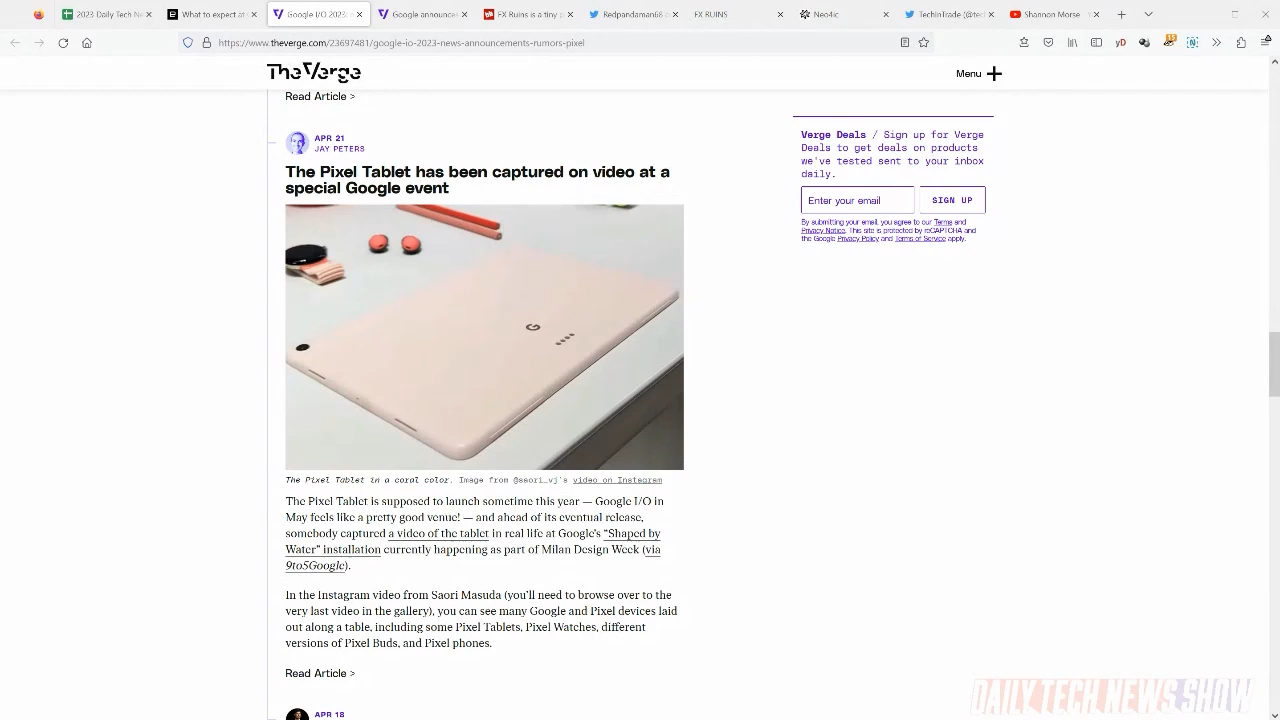 2023 Daily Tech Ne
What to expect at G
Google I/O 2023: n
Google announce
FX Ruins is a tiny p
Redpandaman68 o
FX RUINS
Neo4ic
TechInTrade (@
Shannon Morse - Y
https://www.theverge.com/23697481/google-io-2023-news-announcements-rumors-pixel
yD
TheVerge
Menu
Read Article >
APR 21
JAY PETERS
The Pixel Tablet has been captured on video at a
special Google event
G
The Pixel Tablet in a coral color. Image from @saori_vj's video on Instagram
The Pixel Tablet is supposed to launch sometime this year — Google I/O in
May feels like a pretty good venue! — and ahead of its eventual release,
somebody captured a video of the tablet in real life at Google's “Shaped by
Water” installation currently happening as part of Milan Design Week (via
9to5Google).
In the Instagram video from Saori Masuda (you'll need to browse over to the
very last video in the gallery), you can see many Google and Pixel devices laid
out along a table, including some Pixel Tablets, Pixel Watches, different
versions of Pixel Buds, and Pixel phones.
Read Article >
APR 18
Verge Deals / Sign up for Verge
Deals to get deals on products
we've tested sent to your inbox
daily.
Enter your email
SIGN UP
By submitting your email, you agree to our Terms and
Privacy Notice. This site is protected by reCAPTCHA and
the Google Privacy Policy and Terms of Service apply.
DAILY TECH NEWS SHOW